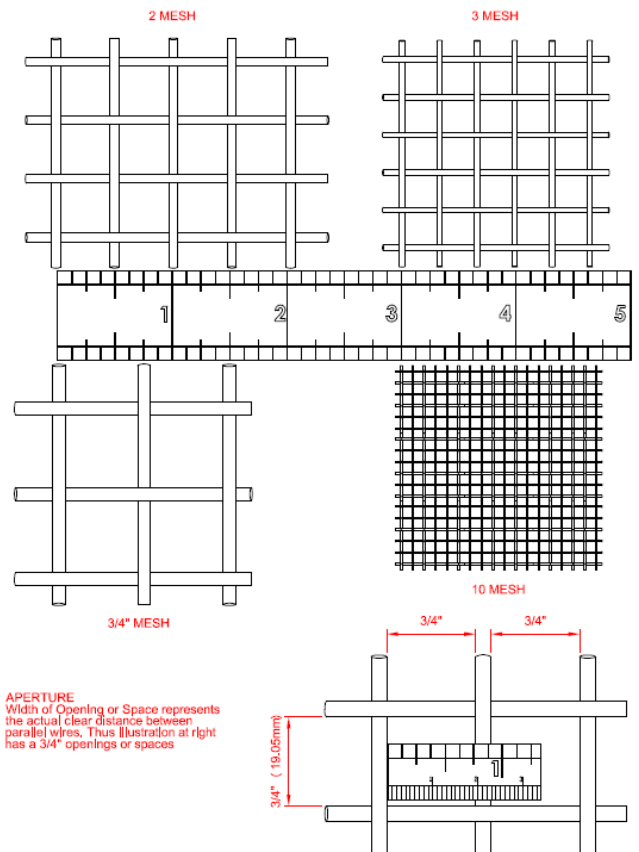 2 MESH
3 MESH
1 2 3 4 5
3/4" MESH
10 MESH
3/4" 3/4"
APERTURE
Width of Opening or Space represents
the actual clear distance between
parallel wires, Thus Illustration at right
has a 3/4" openings or spaces
3/4" ( 19.05mm)
1